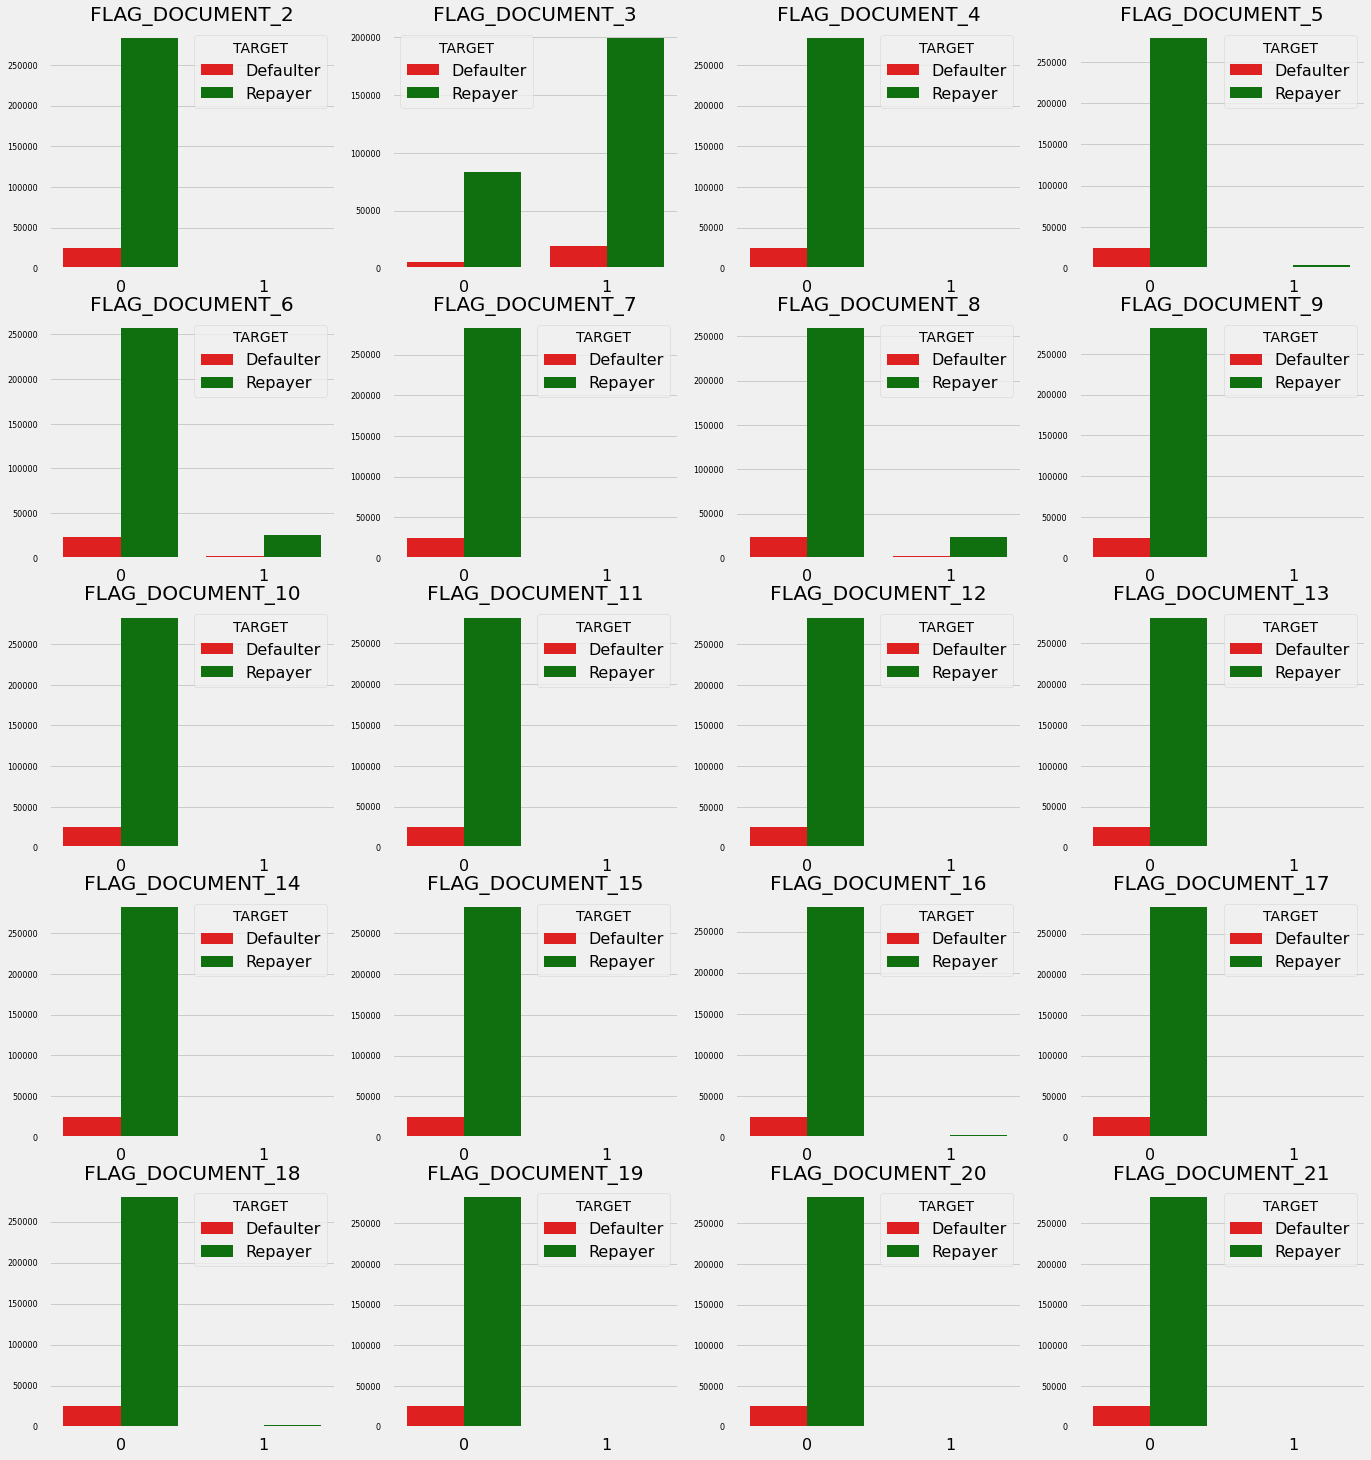 FLAG_DOCUMENT_2
250000
200000
150000
100000
50000
0
TARGET
Defaulter
Repayer
0 1
FLAG_DOCUMENT_3
200000
150000
100000
50000
0
TARGET
Defaulter
Repayer
0 1
FLAG_DOCUMENT_4
250000
200000
150000
100000
50000
0
TARGET
Defaulter
Repayer
0 1
FLAG_DOCUMENT_5
250000
200000
150000
100000
50000
0
TARGET
Defaulter
Repayer
0 1
FLAG_DOCUMENT_6
250000
200000
150000
100000
50000
0
TARGET
Defaulter
Repayer
0 1
FLAG_DOCUMENT_7
250000
200000
150000
100000
50000
0
TARGET
Defaulter
Repayer
0 1
FLAG_DOCUMENT_8
250000
200000
150000
100000
50000
0
TARGET
Defaulter
Repayer
0 1
FLAG_DOCUMENT_9
250000
200000
150000
100000
50000
0
TARGET
Defaulter
Repayer
0 1
FLAG_DOCUMENT_10
250000
200000
150000
100000
50000
0
TARGET
Defaulter
Repayer
0 1
FLAG_DOCUMENT_11
250000
200000
150000
100000
50000
0
TARGET
Defaulter
Repayer
0 1
FLAG_DOCUMENT_12
250000
200000
150000
100000
50000
0
TARGET
Defaulter
Repayer
0 1
FLAG_DOCUMENT_13
250000
200000
150000
100000
50000
0
TARGET
Defaulter
Repayer
0 1
FLAG_DOCUMENT_14
250000
200000
150000
100000
50000
0
TARGET
Defaulter
Repayer
0 1
FLAG_DOCUMENT_15
250000
200000
150000
100000
50000
0
TARGET
Defaulter
Repayer
0 1
FLAG_DOCUMENT_16
250000
200000
150000
100000
50000
0
TARGET
Defaulter
Repayer
0 1
FLAG_DOCUMENT_17
250000
200000
150000
100000
50000
0
TARGET
Defaulter
Repayer
0 1
FLAG_DOCUMENT_18
250000
200000
150000
100000
50000
0
TARGET
Defaulter
Repayer
0 1
FLAG_DOCUMENT_19
250000
200000
150000
100000
50000
0
TARGET
Defaulter
Repayer
0 1
FLAG_DOCUMENT_20
250000
200000
150000
100000
50000
0
TARGET
Defaulter
Repayer
0 1
FLAG_DOCUMENT_21
250000
200000
150000
100000
50000
0
TARGET
Defaulter
Repayer
0 1